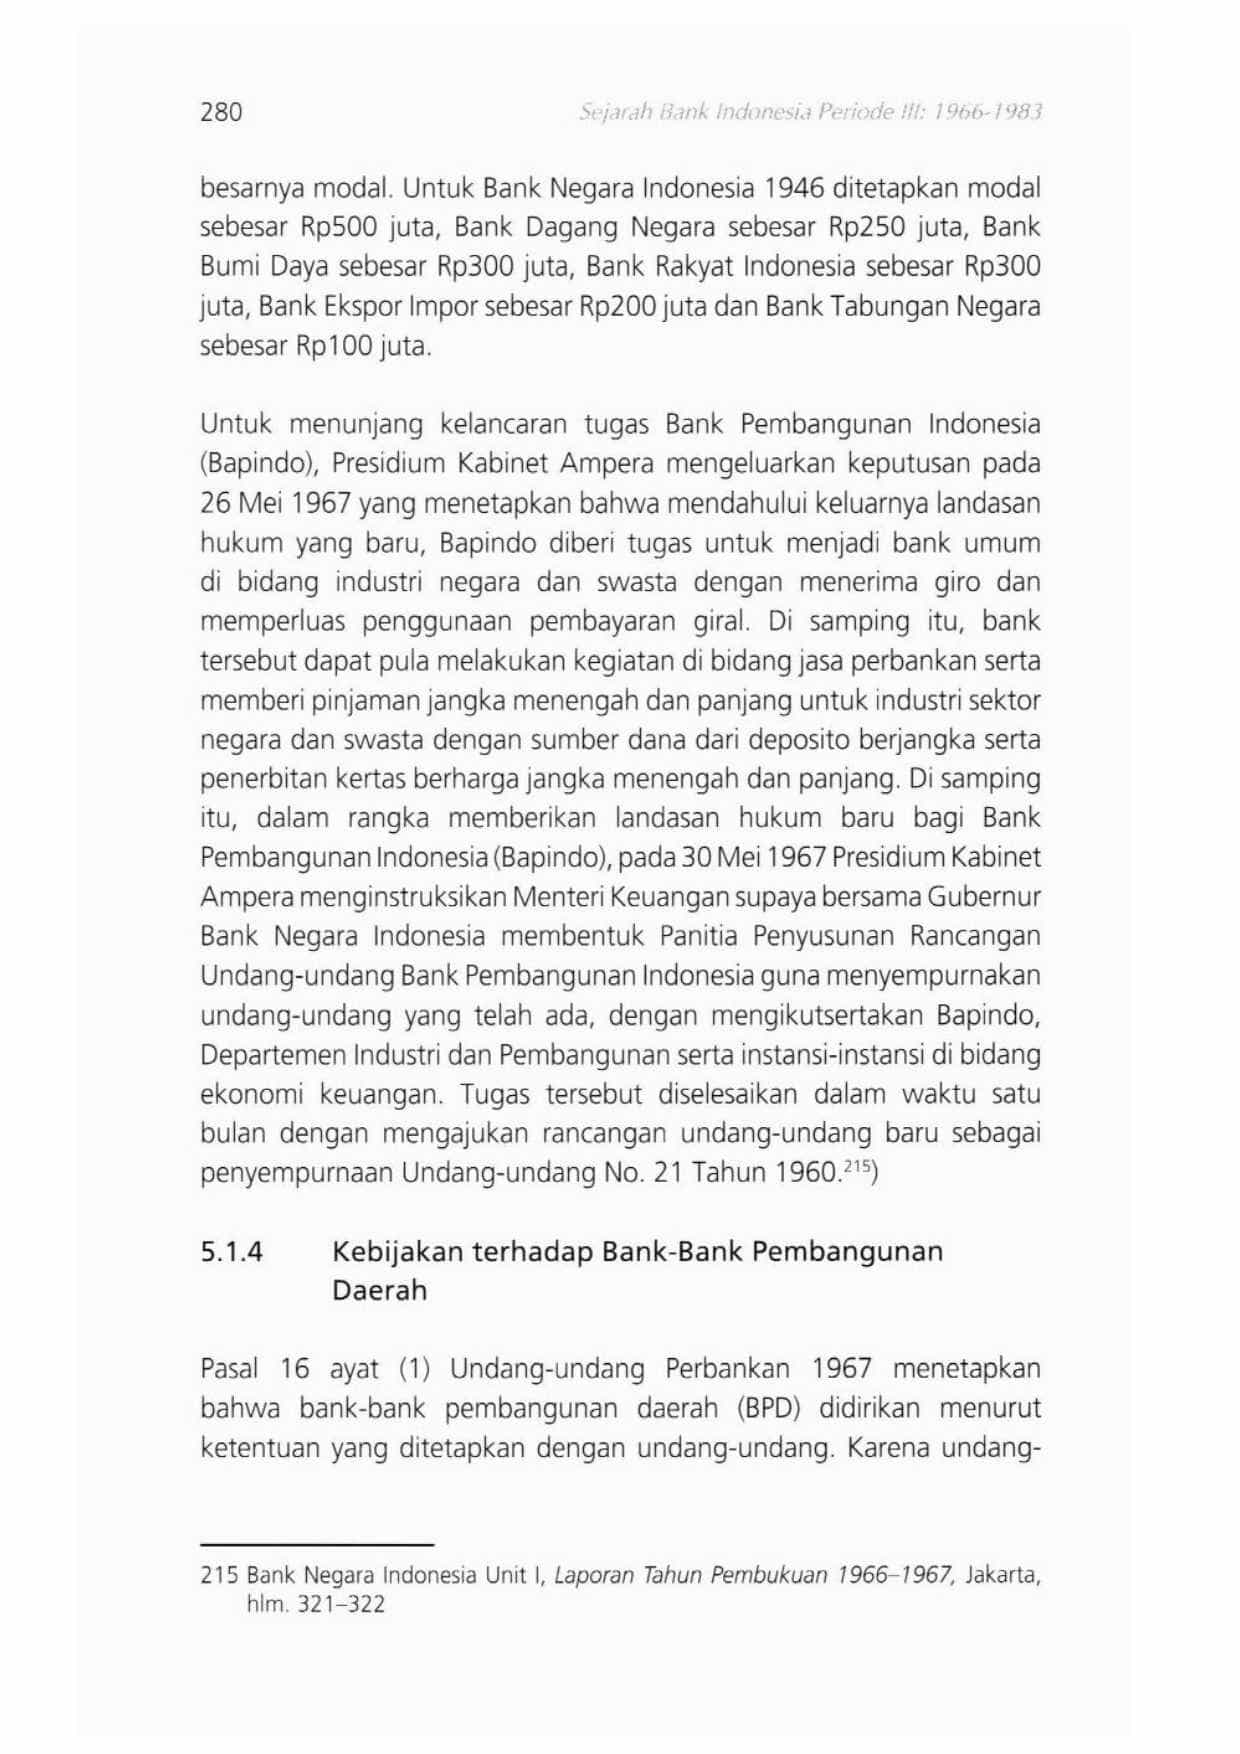 280
Sejarah Bank Indonesia Periode III: 1966-1983
besarnya modal. Untuk Bank Negara Indonesia 1946 ditetapkan modal
sebesar Rp500 juta, Bank Dagang Negara sebesar Rp250 juta, Bank
Bumi Daya sebesar Rp300 juta, Bank Rakyat Indonesia sebesar Rp300
juta, Bank Ekspor Impor sebesar Rp200 juta dan Bank Tabungan Negara
sebesar Rp100 juta.
Untuk menunjang kelancaran tugas Bank Pembangunan Indonesia
(Bapindo), Presidium Kabinet Ampera mengeluarkan keputusan pada
26 Mei 1967 yang menetapkan bahwa mendahului keluarnya landasan
hukum yang baru, Bapindo diberi tugas untuk menjadi bank umum
di bidang industri negara dan swasta dengan menerima giro dan
memperluas penggunaan pembayaran giral. Di samping itu, bank
tersebut dapat pula melakukan kegiatan di bidang jasa perbankan serta
memberi pinjaman jangka menengah dan panjang untuk industri sektor
negara dan swasta dengan sumber dana dari deposito berjangka serta
penerbitan kertas berharga jangka menengah dan panjang. Di samping
itu, dalam rangka memberikan landasan hukum baru bagi Bank
Pembangunan Indonesia (Bapindo), pada 30 Mei 1967 Presidium Kabinet
Ampera menginstruksikan Menteri Keuangan supaya bersama Gubernur
Bank Negara Indonesia membentuk Panitia Penyusunan Rancangan
Undang-undang Bank Pembangunan Indonesia guna menyempurnakan
undang-undang yang telah ada, dengan mengikutsertakan Bapindo,
Departemen Industri dan Pembangunan serta instansi-instansi di bidang
ekonomi keuangan. Tugas tersebut diselesaikan dalam waktu satu
bulan dengan mengajukan rancangan undang-undang baru sebagai
penyempurnaan Undang-undang No. 21 Tahun 1960.215)
5.1.4 Kebijakan terhadap Bank-Bank Pembangunan
Daerah
Pasal 16 ayat (1) Undang-undang Perbankan 1967 menetapkan
bahwa bank-bank pembangunan daerah (BPD) didirikan menurut
ketentuan yang ditetapkan dengan undang-undang. Karena undang-
215 Bank Negara Indonesia Unit I, Laporan Tahun Pembukuan 1966–1967, Jakarta,
hlm. 321–322